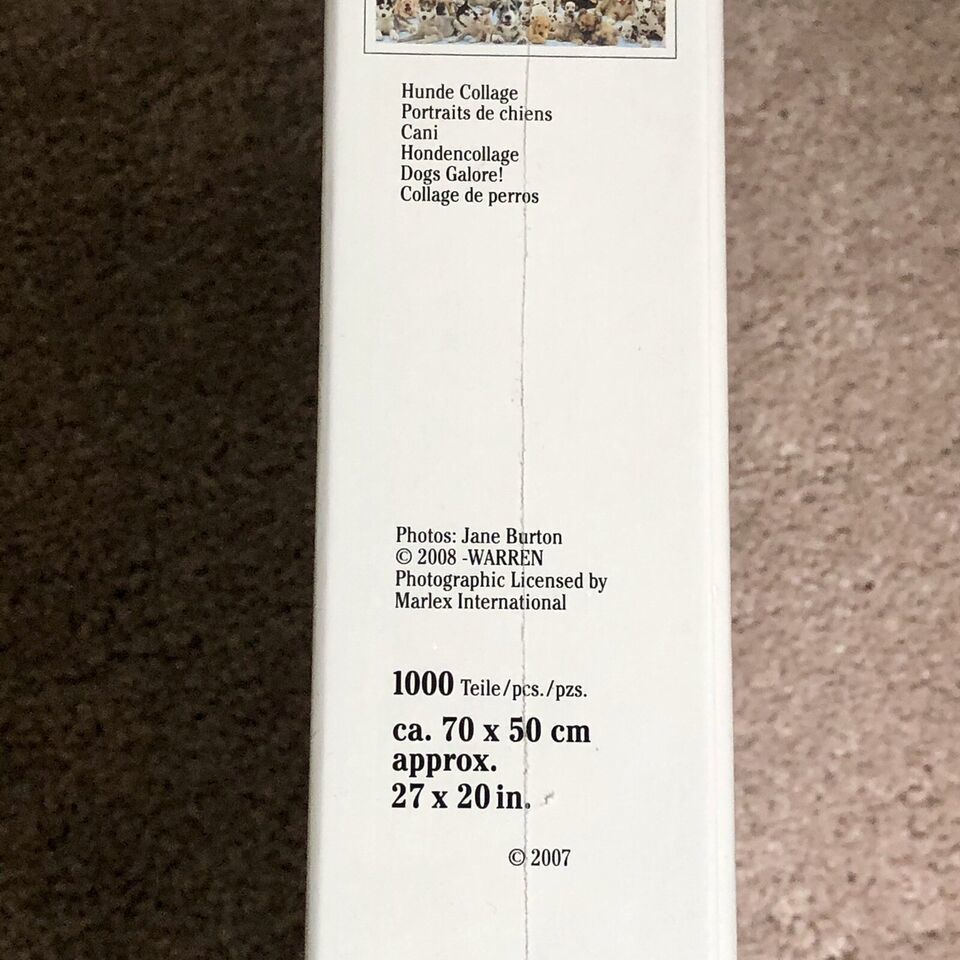 Hunde Collage
Portraits de chiens
Cani
Hondencollage
Dogs Galore!
Collage de perros
Photos: Jane Burton
© 2008 -WARREN
Photographic Licensed by
Marlex International
1000 Teile/pcs./pzs.
ca. 70 x 50 cm
approx.
27 x 20 in.
© 2007